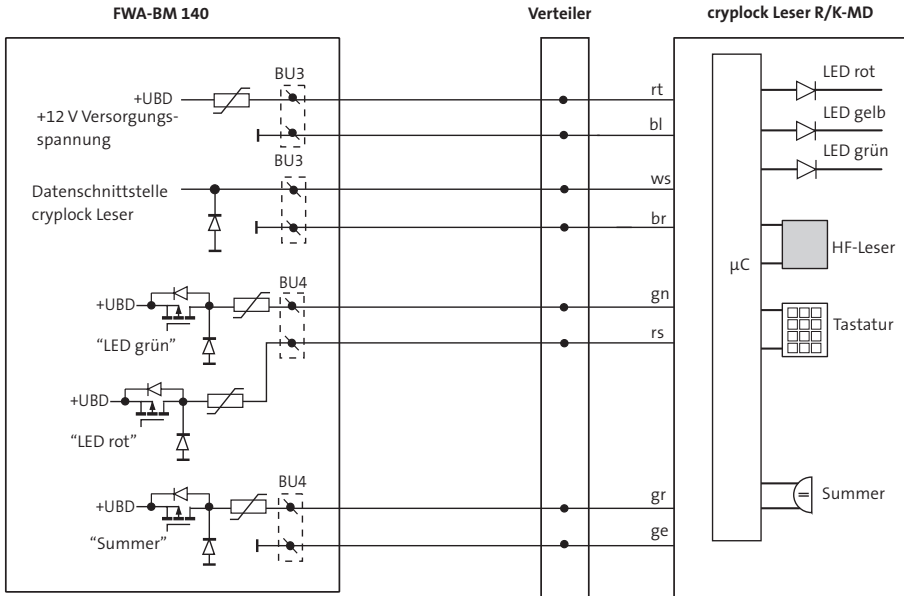 FWA-BM 140
Verteiler
cryplock Leser R/K-MD
BU3
+UBD
+12 V Versorgungs-
spannung
rt
LED rot
bl
LED gelb
BU3
LED grün
Datenschnittstelle
cryplock Leser
ws
br
HF-Leser
µC
BU4
+UBD
gn
"LED grün"
rs
Tastatur
+UBD
"LED rot"
BU4
+UBD
gr
Summer
"Summer"
ge